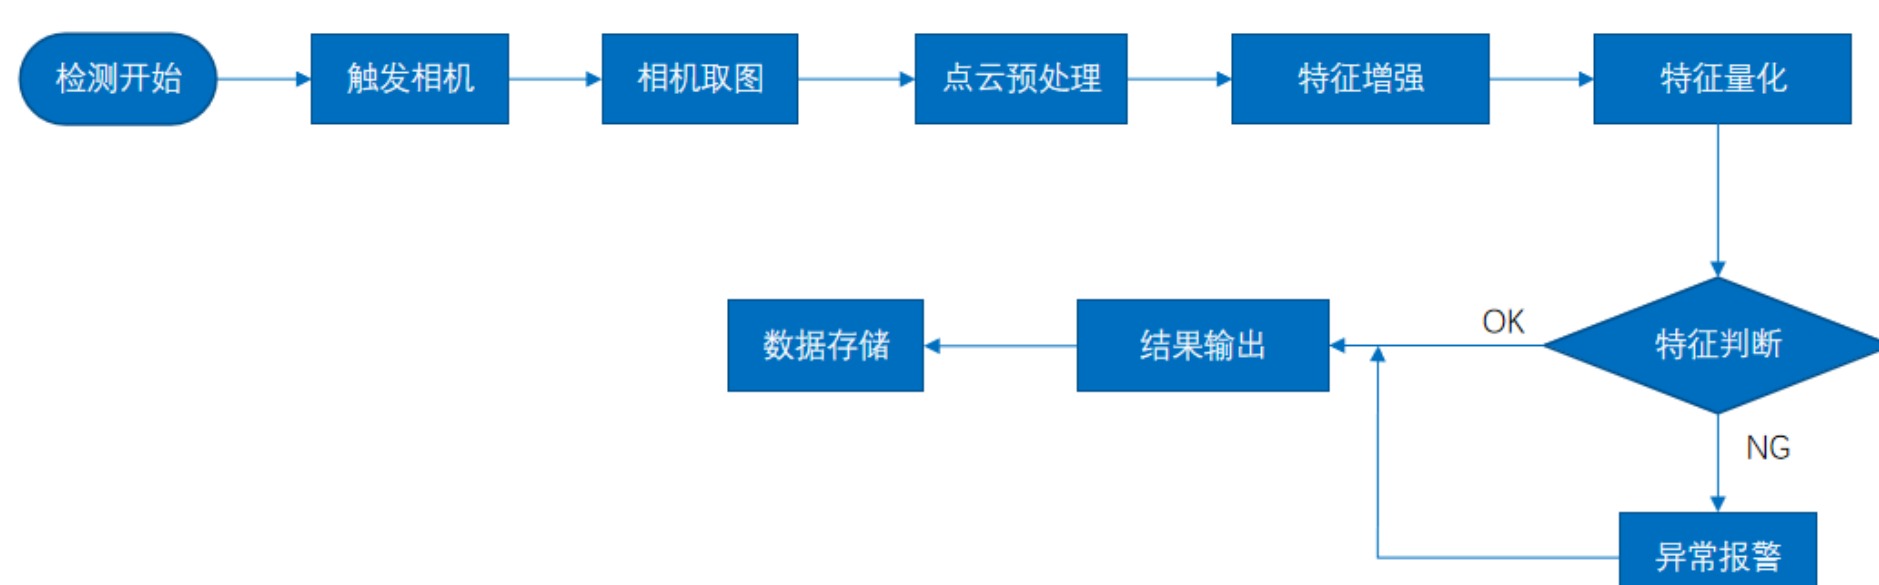 检测开始
触发相机
相机取图
点云预处理
特征增强
特征量化
特征判断
OK
结果输出
数据存储
NG
异常报警